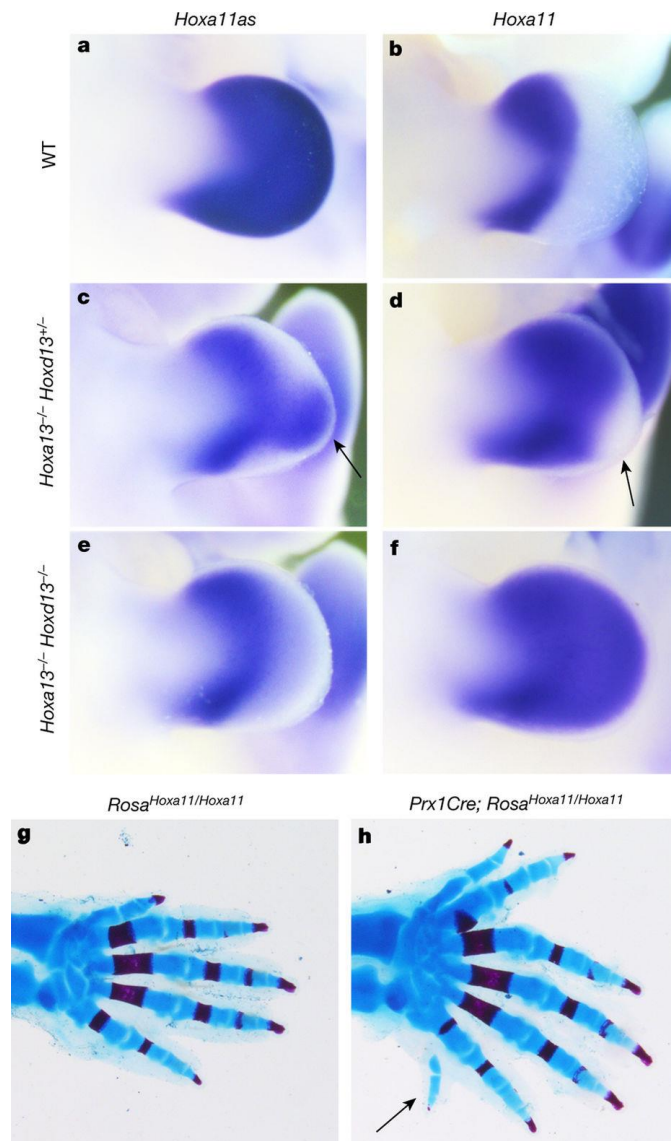 Hoxa11as Hoxa11
a b
WT
c d
Hoxa13–/– Hoxd13+/–
e f
Hoxa13–/– Hoxd13–/–
RosaHoxa11/Hoxa11 Prx1Cre; RosaHoxa11/Hoxa11
g h